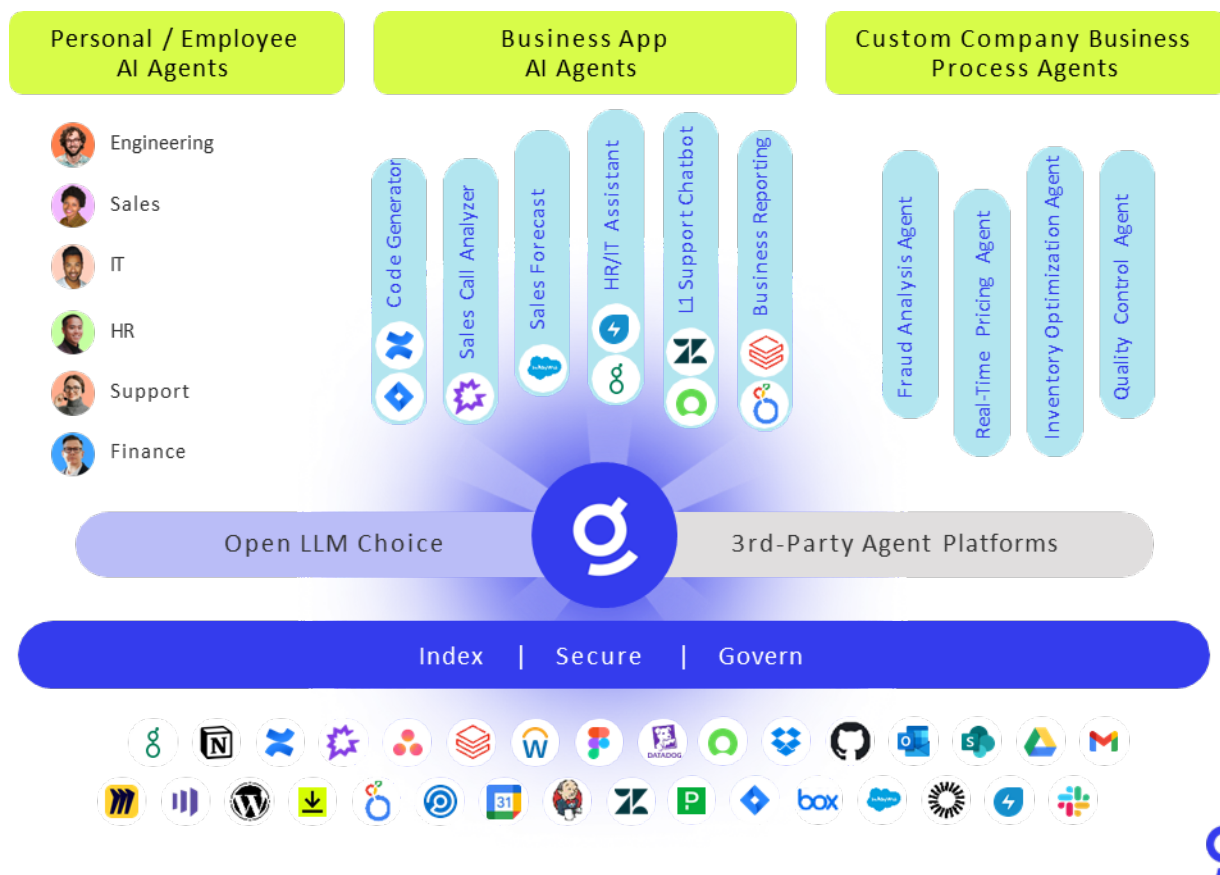 Personal / Employee
AI Agents
Business App
AI Agents
Custom Company Business
Process Agents
Engineering
Sales
IT
HR
Support
Finance
Code Generator
Sales Call Analyzer
Sales Forecast
HR/IT Assistant
L1 Support Chatbot
Business Reporting
Fraud Analysis Agent
Real-Time Pricing Agent
Inventory Optimization Agent
Quality Control Agent
Open LLM Choice
g
3rd-Party Agent Platforms
Index | Secure | Govern
DATADOG
31
box